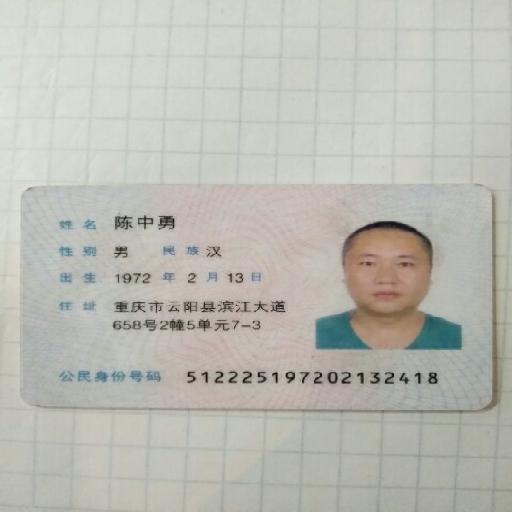 姓名 陈中勇
性别 男 民族 汉
出生 1972 年 2 月 13 日
住址 重庆市云阳县滨江大道
658号2幢5单元7-3
公民身份号码 512225197202132418